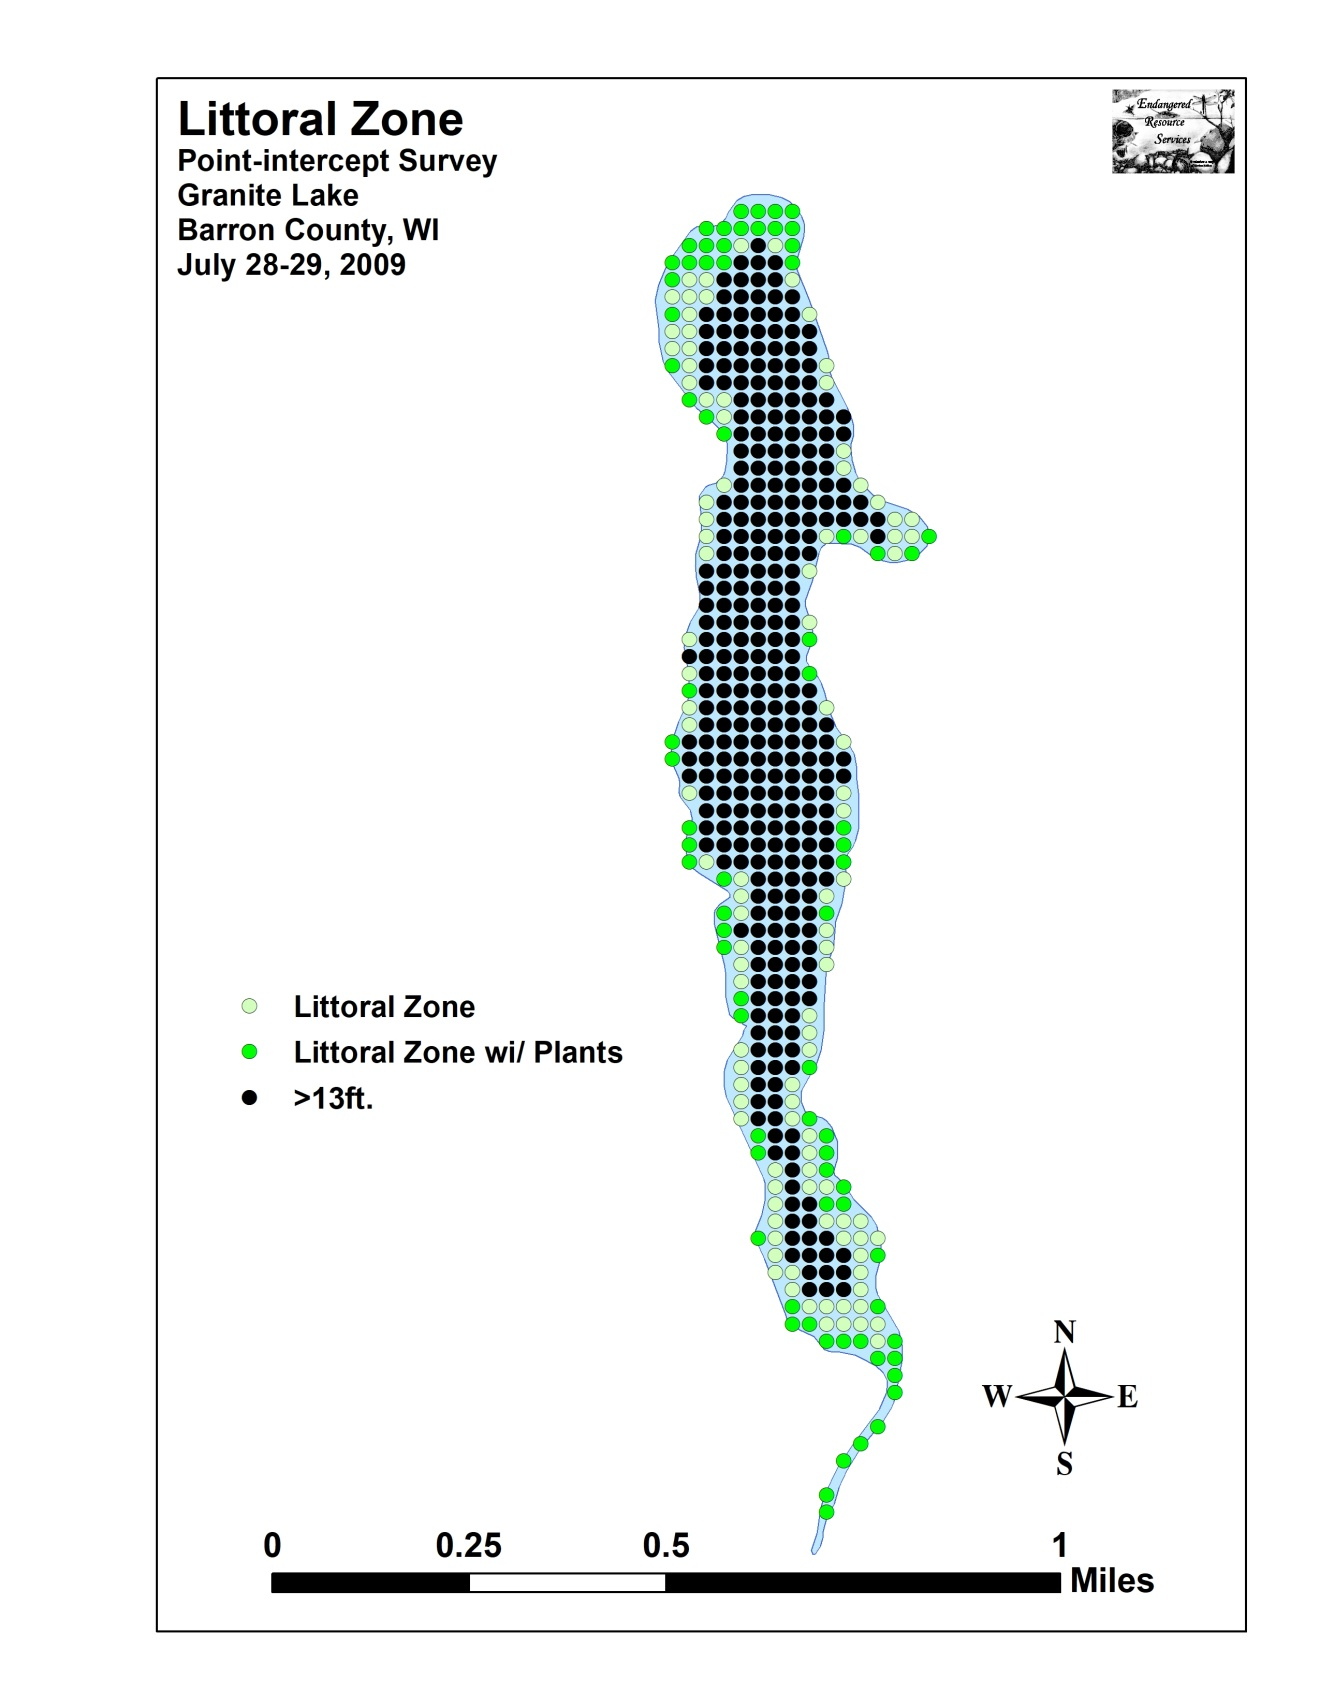 Littoral Zone
Point-intercept Survey
Granite Lake
Barron County, WI
July 28-29, 2009
Endangered
Resource
Services
Littoral Zone
Littoral Zone wi/ Plants
>13ft.
N
W E
S
0 0.25 0.5 1
Miles